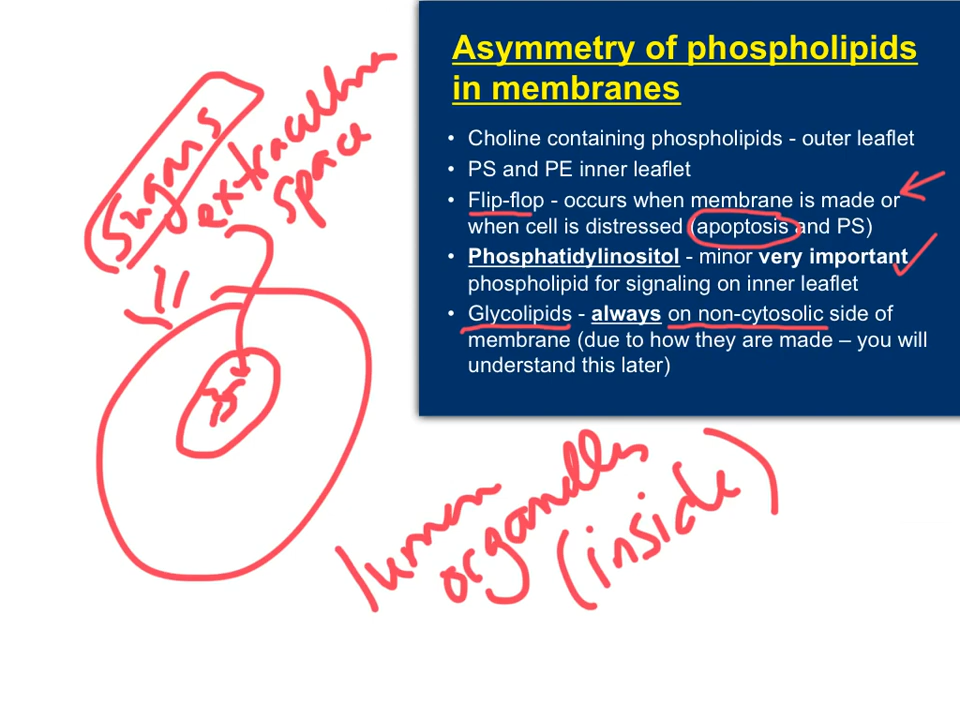 Asymmetry of phospholipids
in membranes
• Choline containing phospholipids - outer leaflet
• PS and PE inner leaflet
• Flip-flop - occurs when membrane is made or
when cell is distressed (apoptosis and PS)
• Phosphatidylinositol - minor very important
phospholipid for signaling on inner leaflet
• Glycolipids - always on non-cytosolic side of
membrane (due to how they are made – you will
understand this later)
Sugars
extracellular
space
lumen
organelles
(inside)